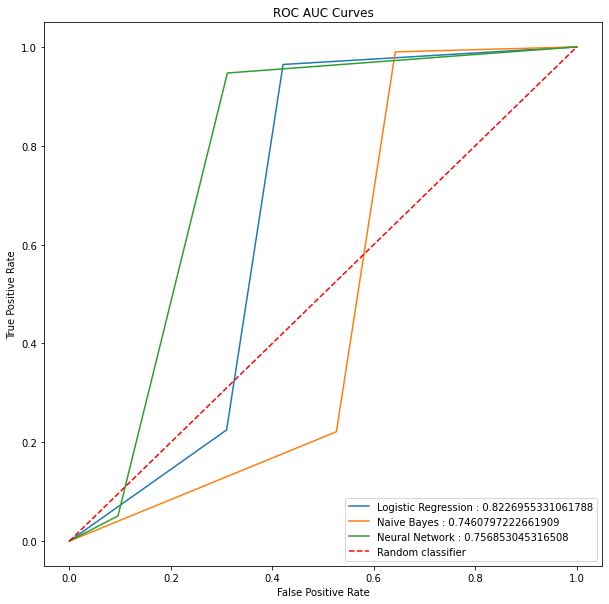 ROC AUC Curves
True Positive Rate
1.0
0.8
0.6
0.4
0.2
0.0
Logistic Regression : 0.8226955331061788
Naive Bayes : 0.7460797222661909
Neural Network : 0.756853045316508
Random classifier
0.0 0.2 0.4 0.6 0.8 1.0
False Positive Rate